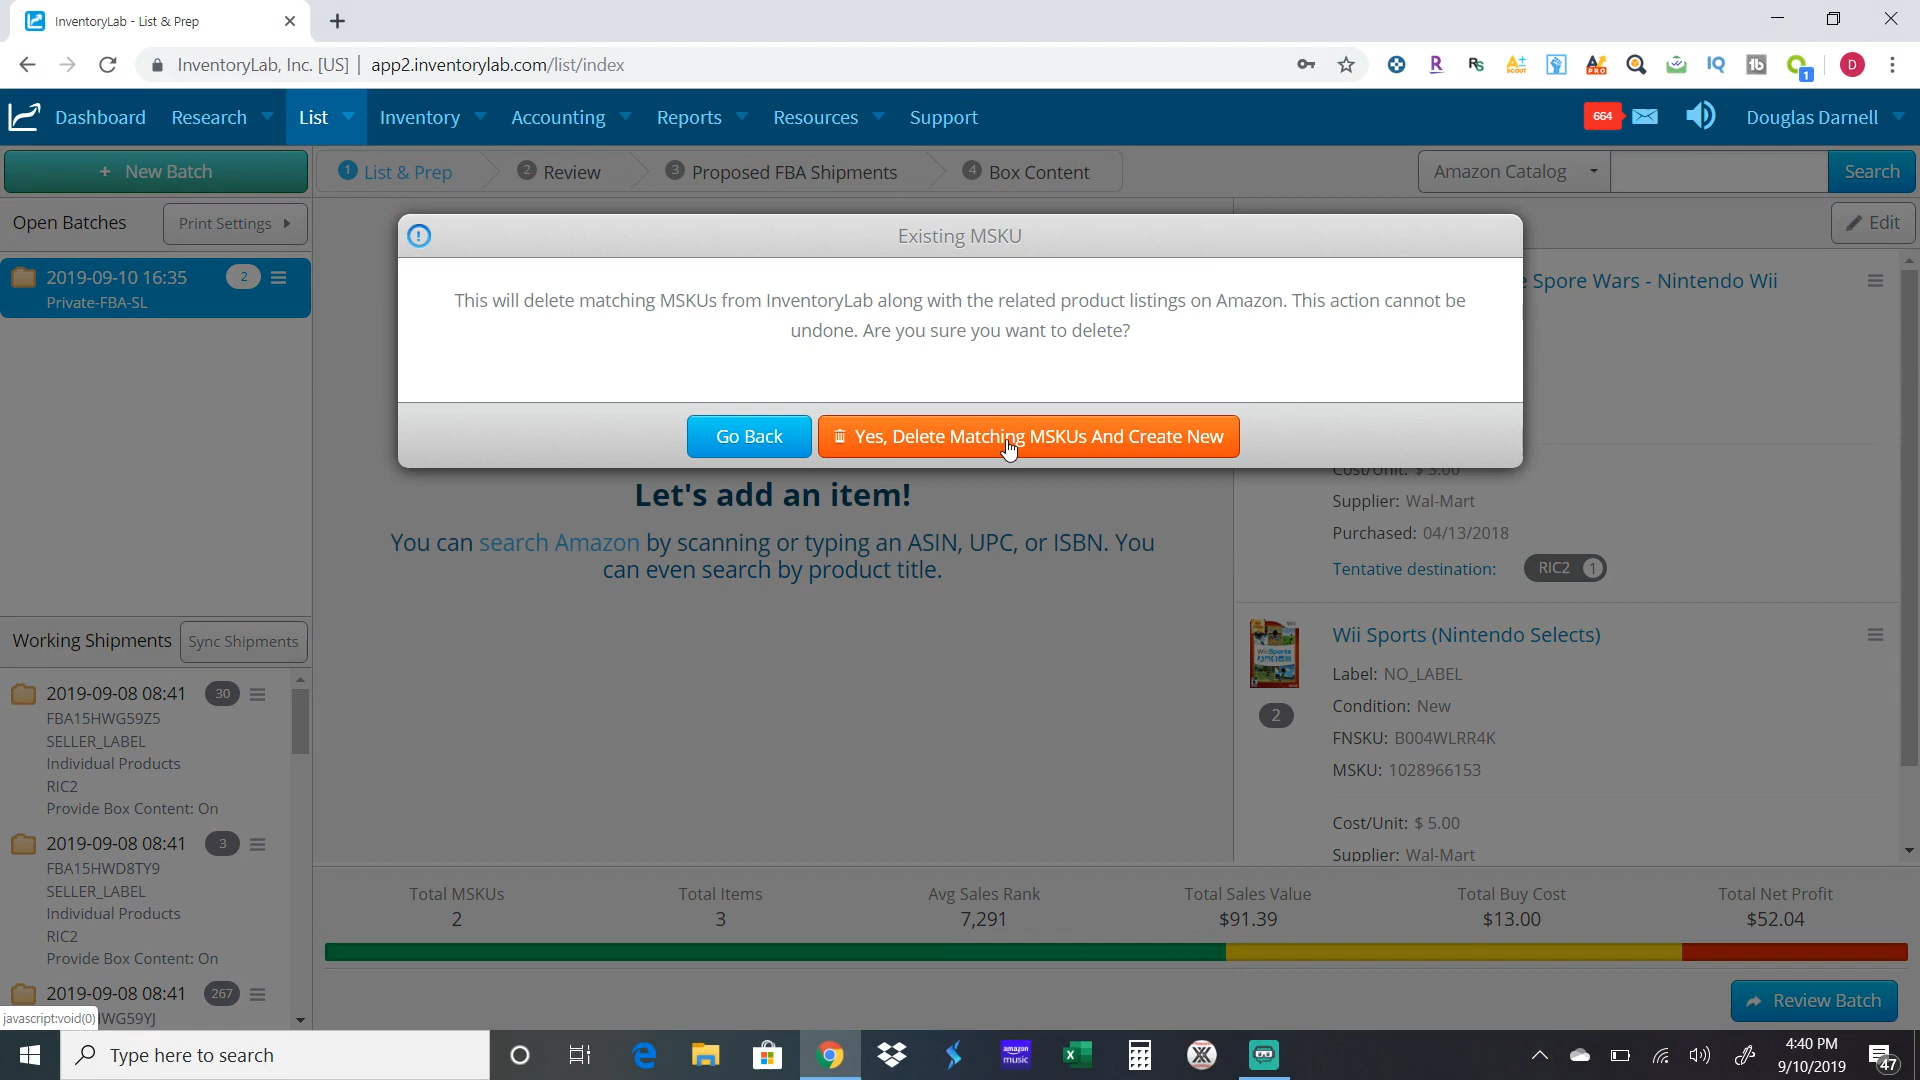 InventoryLab - List & Prep
InventoryLab, Inc. [US] | app2.inventorylab.com/list/index
Dashboard Research List Inventory Accounting Reports Resources Support 664 Douglas Darnell
+ New Batch
1 List & Prep 2 Review 3 Proposed FBA Shipments 4 Box Content
Amazon Catalog Search
Open Batches Print Settings
Edit
2019-09-10 16:35 2
Private-FBA-SL
Existing MSKU
This will delete matching MSKUs from InventoryLab along with the related product listings on Amazon. This action cannot be
undone. Are you sure you want to delete?
Go Back Yes, Delete Matching MSKUs And Create New
Let's add an item!
You can search Amazon by scanning or typing an ASIN, UPC, or ISBN. You
can even search by product title.
Spore Wars - Nintendo Wii
Cost/Unit: $ 3.00
Supplier: Wal-Mart
Purchased: 04/13/2018
Tentative destination: RIC2 1
Wii Sports (Nintendo Selects)
Label: NO_LABEL
Condition: New
2
FNSKU: B004WLRR4K
MSKU: 1028966153
Cost/Unit: $ 5.00
Supplier: Wal-Mart
Working Shipments Sync Shipments
2019-09-08 08:41 30
FBA15HWG59Z5
SELLER_LABEL
Individual Products
RIC2
Provide Box Content: On
2019-09-08 08:41 3
FBA15HWD8TY9
SELLER_LABEL
Individual Products
RIC2
Provide Box Content: On
2019-09-08 08:41 267
WG59YJ
javascript:void(0)
Total MSKUs Total Items Avg Sales Rank Total Sales Value Total Buy Cost Total Net Profit
2 3 7,291 $91.39 $13.00 $52.04
Review Batch
Type here to search
amazon music
4:40 PM
9/10/2019
47